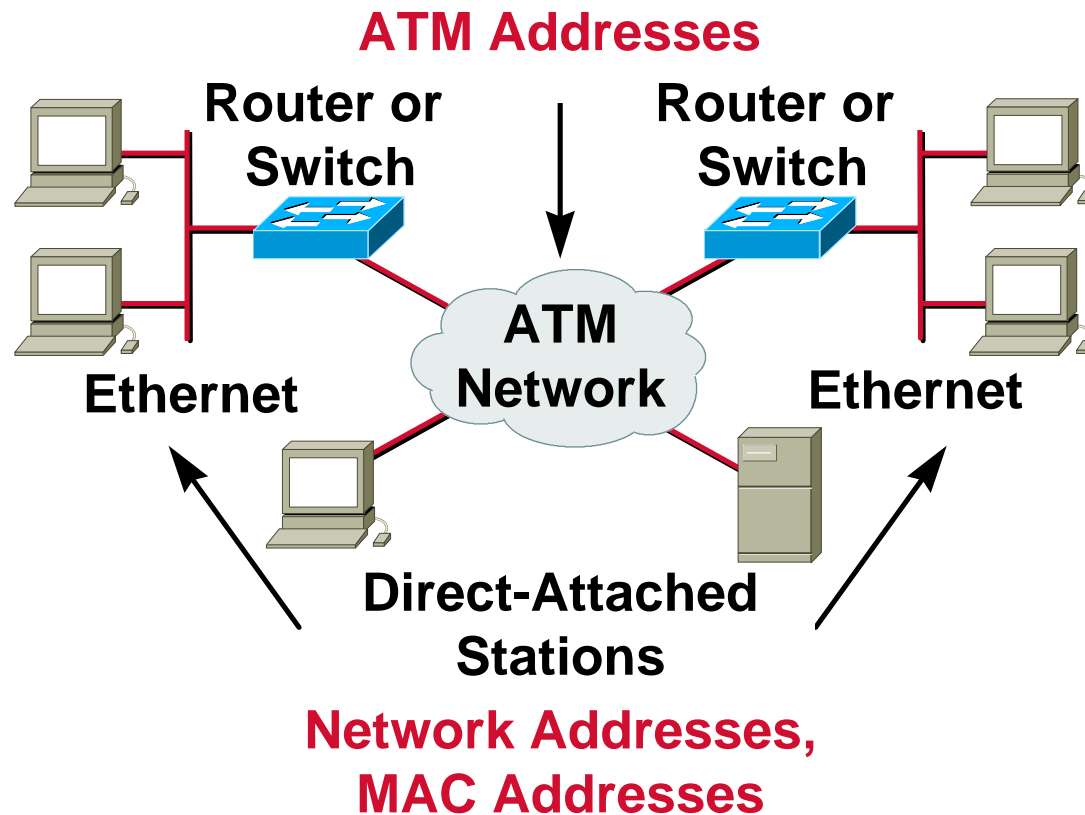 ATM Addresses
Router or
Switch
Router or
Switch
ATM
Network
Ethernet
Ethernet
Direct-Attached
Stations
Network Addresses,
MAC Addresses